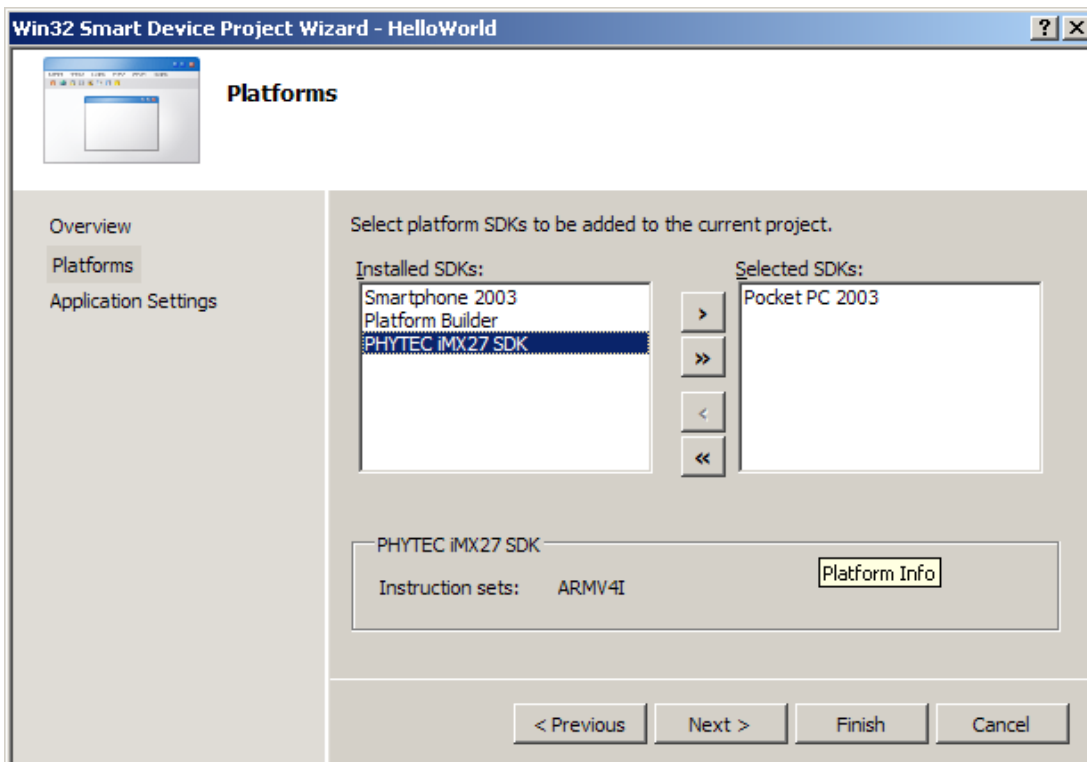 Win32 Smart Device Project Wizard - HelloWorld
Platforms
Overview
Platforms
Application Settings
Select platform SDKs to be added to the current project.
Installed SDKs:
Smartphone 2003
Platform Builder
PHYTEC iMX27 SDK
>
>>
<
<<
Selected SDKs:
Pocket PC 2003
PHYTEC iMX27 SDK
Instruction sets: ARMV4I
Platform Info
< Previous
Next >
Finish
Cancel